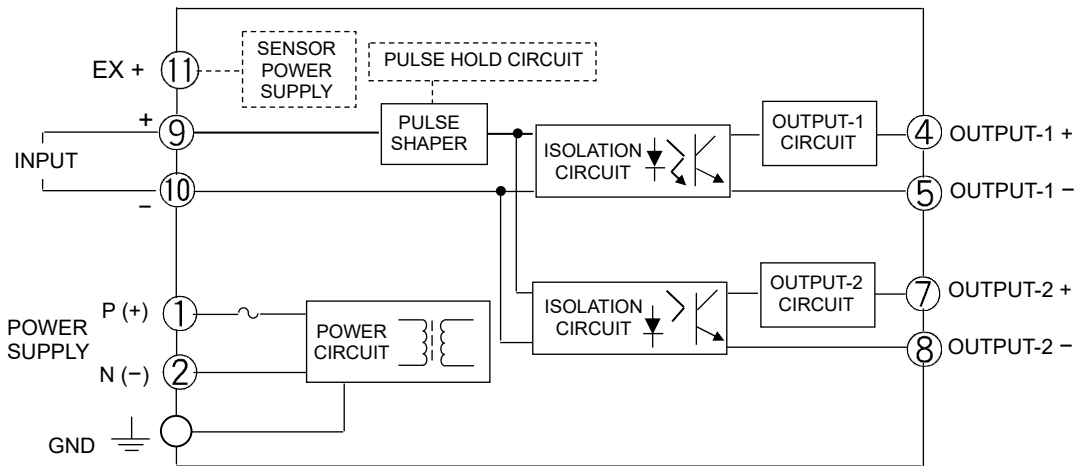 EX +
11
SENSOR
POWER
SUPPLY
PULSE HOLD CIRCUIT
+
9
PULSE
SHAPER
INPUT
10
−
ISOLATION
CIRCUIT
OUTPUT-1
CIRCUIT
4
OUTPUT-1 +
5
OUTPUT-1 −
P (+)
1
POWER
SUPPLY
N (−)
2
GND
POWER
CIRCUIT
ISOLATION
CIRCUIT
OUTPUT-2
CIRCUIT
7
OUTPUT-2 +
8
OUTPUT-2 −